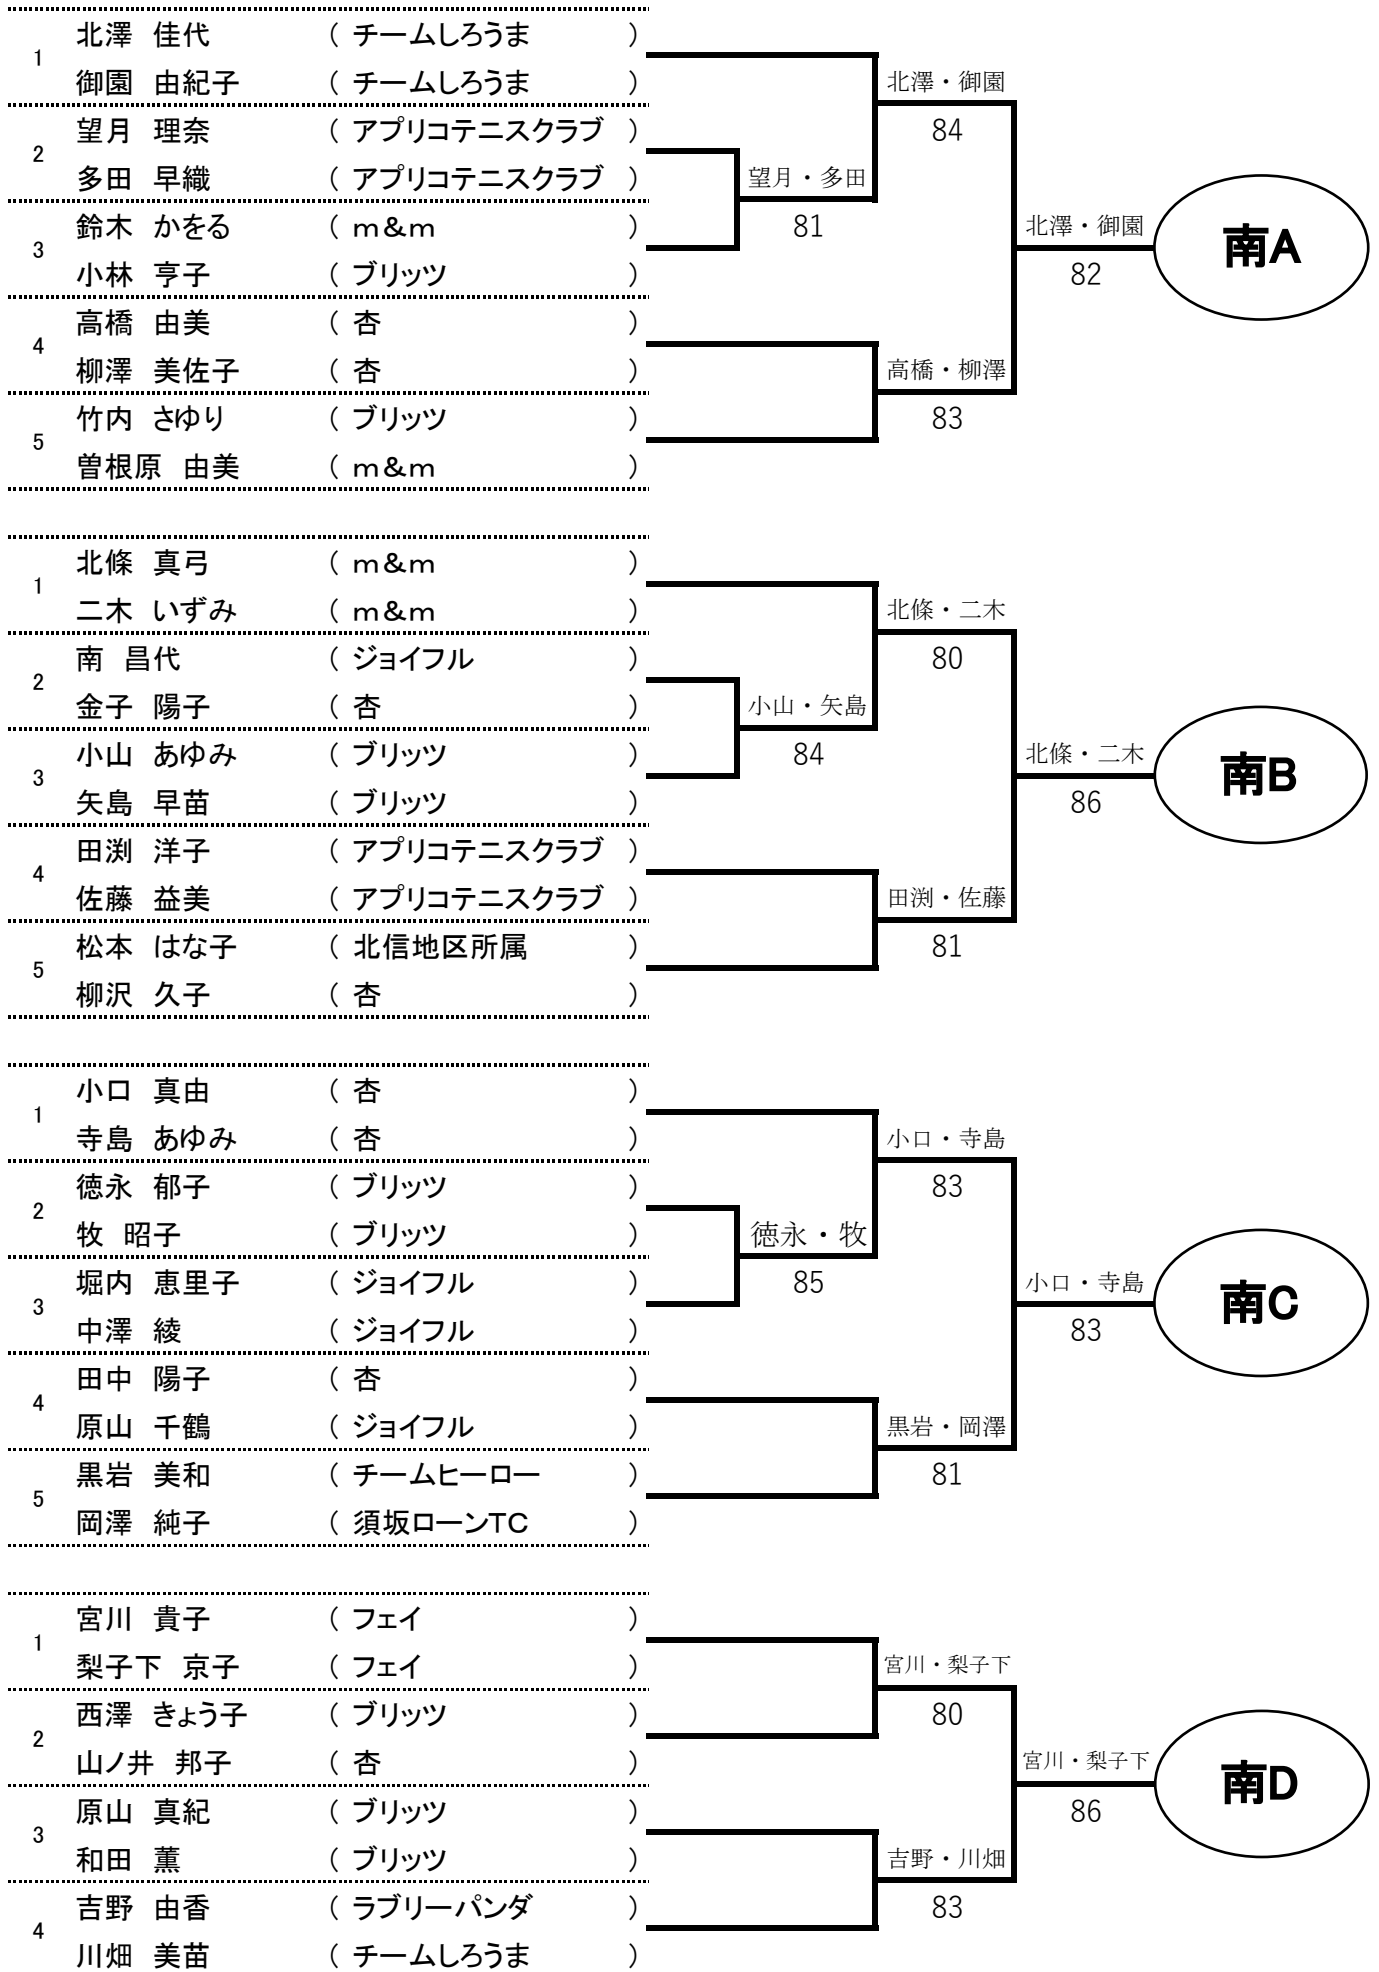 北澤 佳代 ( チームしろうま )
1
御園 由紀子 ( チームしろうま )
北澤・御園
84
望月 理奈 ( アプリコテニスクラブ )
2
多田 早織 ( アプリコテニスクラブ )
望月・多田
81
鈴木 かをる ( m&m )
3
小林 亨子 ( ブリッツ )
北澤・御園
82
南A
高橋 由美 ( 杏 )
4
柳澤 美佐子 ( 杏 )
高橋・柳澤
83
竹内 さゆり ( ブリッツ )
5
曽根原 由美 ( m&m )
北條 真弓 ( m&m )
1
二木 いずみ ( m&m )
北條・二木
80
南 昌代 ( ジョイフル )
2
金子 陽子 ( 杏 )
小山・矢島
84
小山 あゆみ ( ブリッツ )
3
矢島 早苗 ( ブリッツ )
北條・二木
86
南B
田渕 洋子 ( アプリコテニスクラブ )
4
佐藤 益美 ( アプリコテニスクラブ )
田渕・佐藤
81
松本 はな子 ( 北信地区所属 )
5
柳沢 久子 ( 杏 )
小口 真由 ( 杏 )
1
寺島 あゆみ ( 杏 )
小口・寺島
83
徳永 郁子 ( ブリッツ )
2
牧 昭子 ( ブリッツ )
徳永・牧
85
堀内 恵里子 ( ジョイフル )
3
中澤 綾 ( ジョイフル )
小口・寺島
83
南C
田中 陽子 ( 杏 )
4
原山 千鶴 ( ジョイフル )
黒岩・岡澤
81
黒岩 美和 ( チームヒーロー )
5
岡澤 純子 ( 須坂ローンTC )
宮川 貴子 ( フェイ )
1
梨子下 京子 ( フェイ )
宮川・梨子下
80
西澤 きょう子 ( ブリッツ )
2
山ノ井 邦子 ( 杏 )
宮川・梨子下
86
南D
原山 真紀 ( ブリッツ )
3
和田 薫 ( ブリッツ )
吉野・川畑
83
吉野 由香 ( ラブリーパンダ )
4
川畑 美苗 ( チームしろうま )